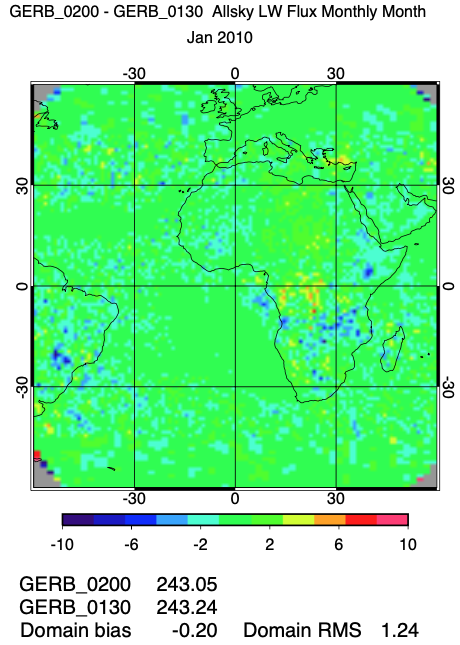 GERB_0200 - GERB_0130  Allsky LW Flux Monthly Month
Jan 2010
-30 0 30
30 30
0 0
-30 -30
-30 0 30
-10 -6 -2 2 6 10
GERB_0200 243.05
GERB_0130 243.24
Domain bias -0.20 Domain RMS 1.24